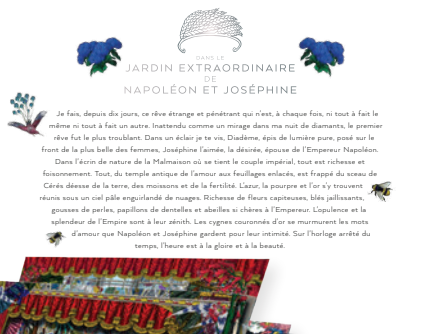 DANS LE
JARDIN EXTRAORDINAIRE
DE
NAPOLÉON ET JOSÉPHINE
Je fais, depuis dix jours, ce rêve étrange et pénétrant qui n'est, à chaque fois, ni tout à fait le
même ni tout à fait un autre. Inattendu comme un mirage dans ma nuit de diamants, le premier
rêve fut le plus troublant. Dans un éclair je te vis, Diadème, épis de lumière pure, posé sur le
front de la plus belle des femmes, Joséphine l'aimée, la désirée, épouse de l'Empereur Napoléon.
Dans l'écrin de nature de la Malmaison où se tient le couple impérial, tout est richesse et
foisonnement. Tout, du temple antique de l'amour aux feuillages enlacés, est frappé du sceau de
Cérés déesse de la terre, des moissons et de la fertilité. L'azur, la pourpre et l'or s'y trouvent
réunis sous un ciel pâle enguirlandé de nuages. Richesse de fleurs capiteuses, blés jaillissants,
gousses de perles, papillons de dentelles et abeilles si chères à l'Empereur. L'opulence et la
splendeur de l'Empire sont à leur zénith. Les cygnes couronnés d'or se murmurent les mots
d'amour que Napoléon et Joséphine gardent pour leur intimité. Sur l'horloge arrêté du
temps, l'heure est à la gloire et à la beauté.